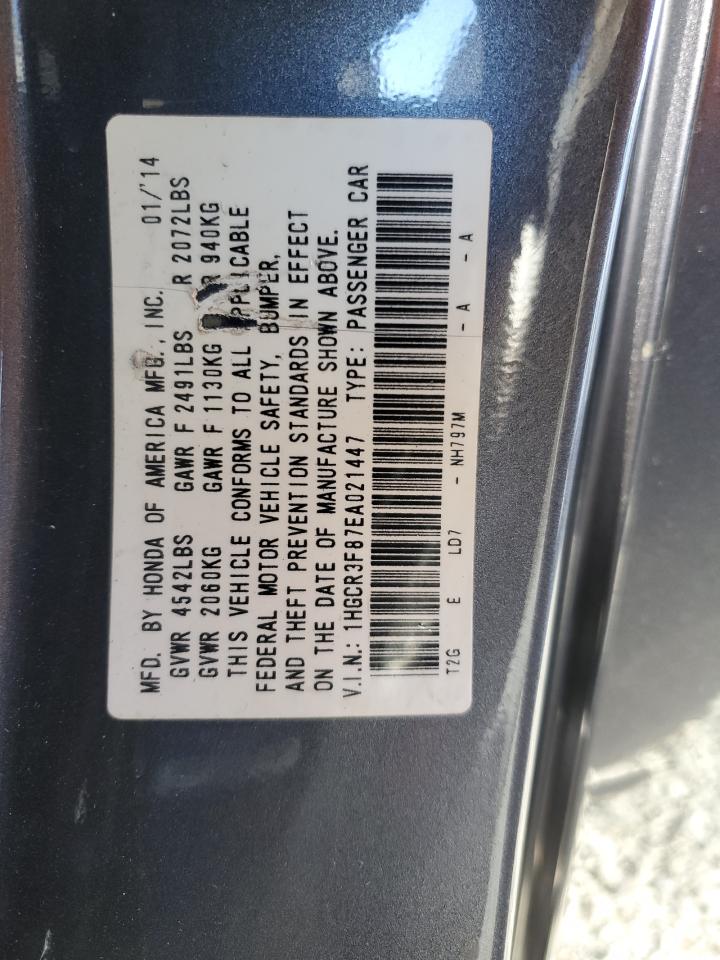 MFD. BY HONDA OF AMERICA MFG., INC. 01/'14
GVWR 4542LBS GAWR F 2491LBS R 2072LBS
GVWR 2060KG GAWR F 1130KG R 940KG
THIS VEHICLE CONFORMS TO ALL APPLICABLE
FEDERAL MOTOR VEHICLE SAFETY, BUMPER,
AND THEFT PREVENTION STANDARDS IN EFFECT
ON THE DATE OF MANUFACTURE SHOWN ABOVE.
V.I.N.: 1HGCR3F87EA021447 TYPE: PASSENGER CAR
T2G E LD7 - NH797M - A - A